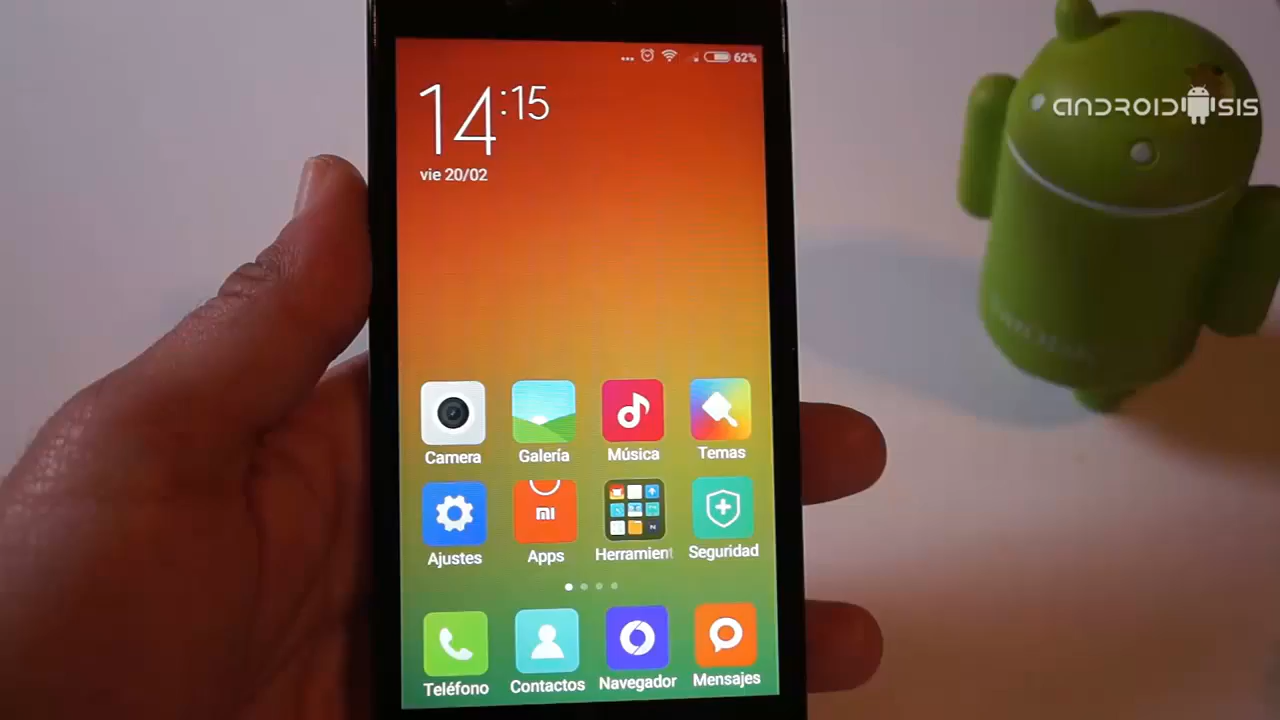 62%
14:15
vie 20/02
ANDROIDSIS
Camera
Galería
Música
Temas
mi
Ajustes
Apps
Herramient
Seguridad
Teléfono
Contactos
Navegador
Mensajes